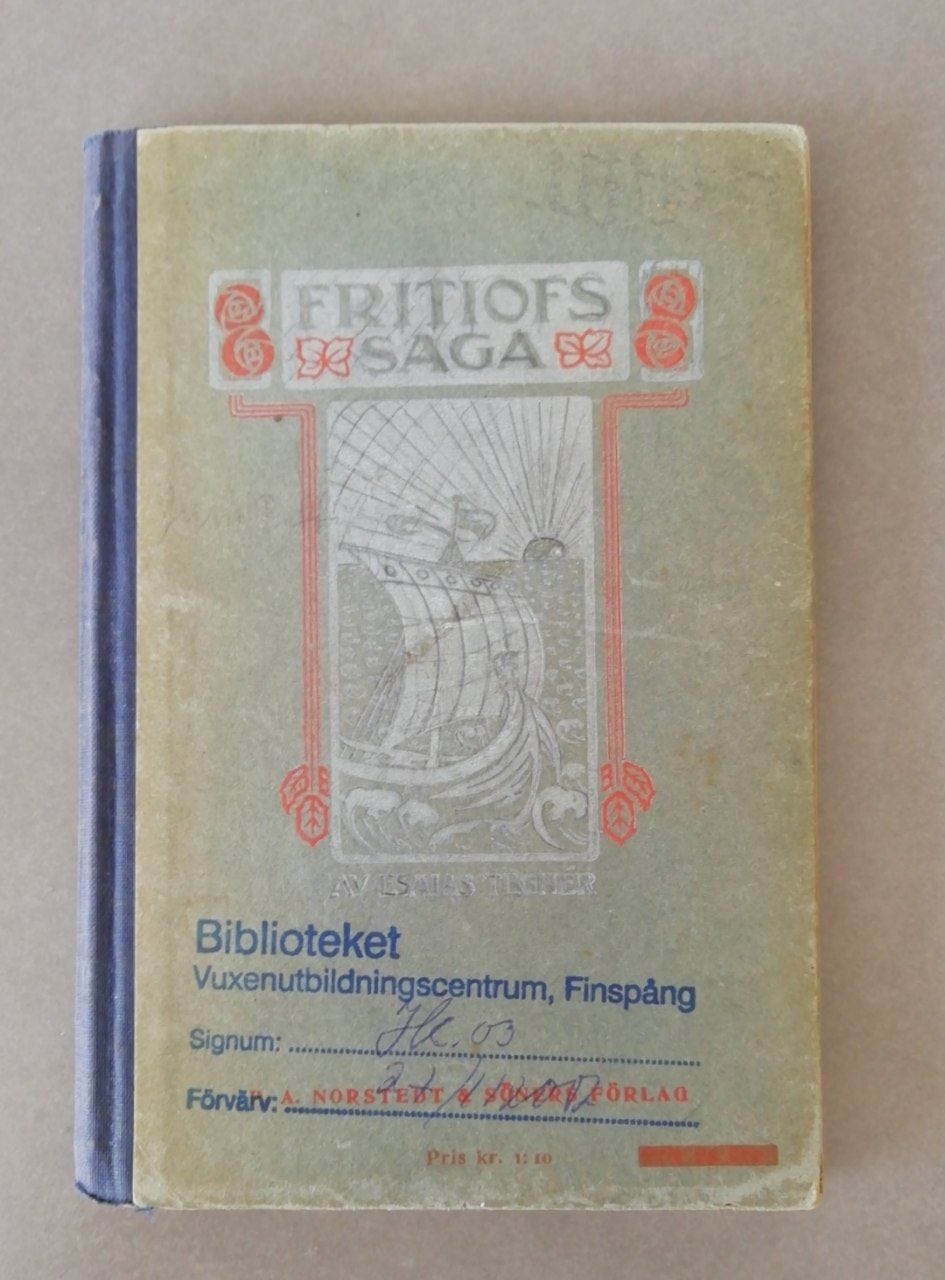 FRITIOFS
SAGA
AV ESAIAS TEGNÉR
Biblioteket
Vuxenutbildningscentrum, Finspång
Signum: Hc.03
Förvärv:
A. NORSTEDT & SÖNERS FÖRLAG
Pris kr. 1:10